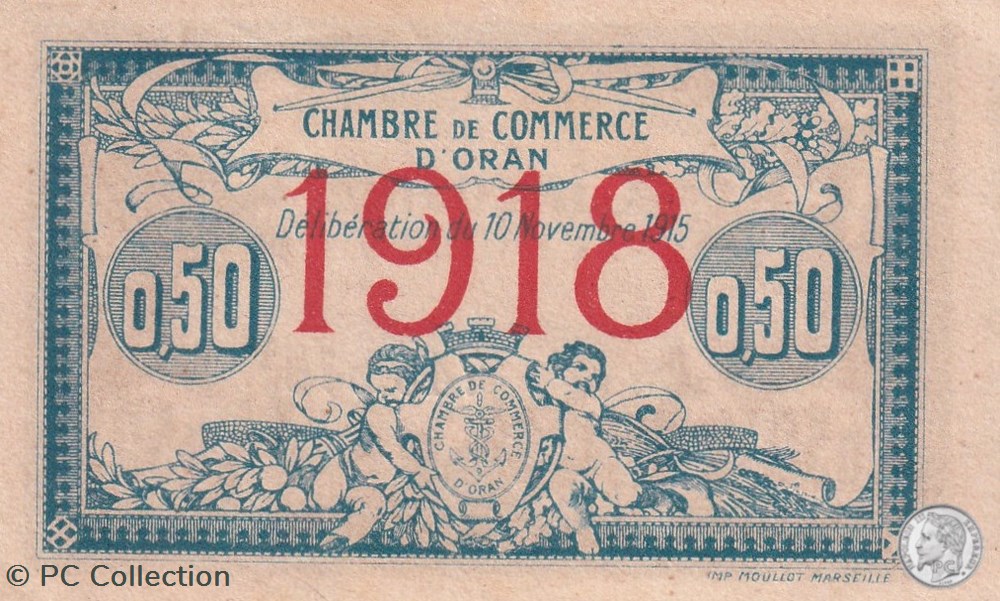 CHAMBRE DE COMMERCE
D'ORAN
1918
Délibération du 10 Novembre 1915
0,50
0,50
CHAMBRE DE COMMERCE
D'ORAN
IMP MOULLOT MARSEILLE
PC
© PC Collection